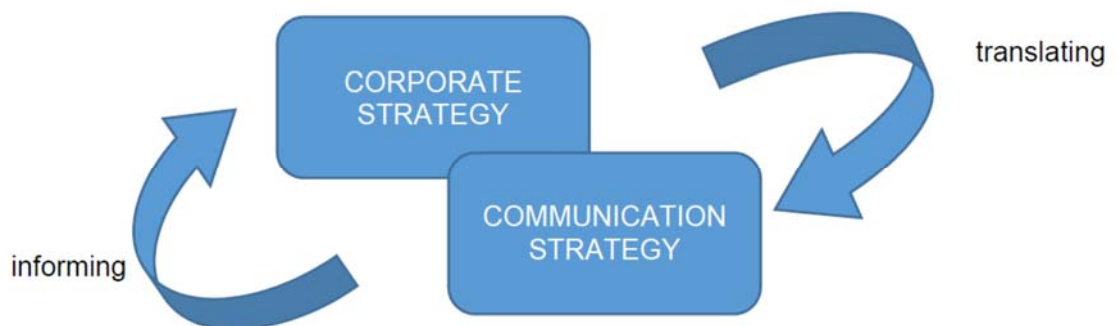 translating
CORPORATE
STRATEGY
COMMUNICATION
STRATEGY
informing